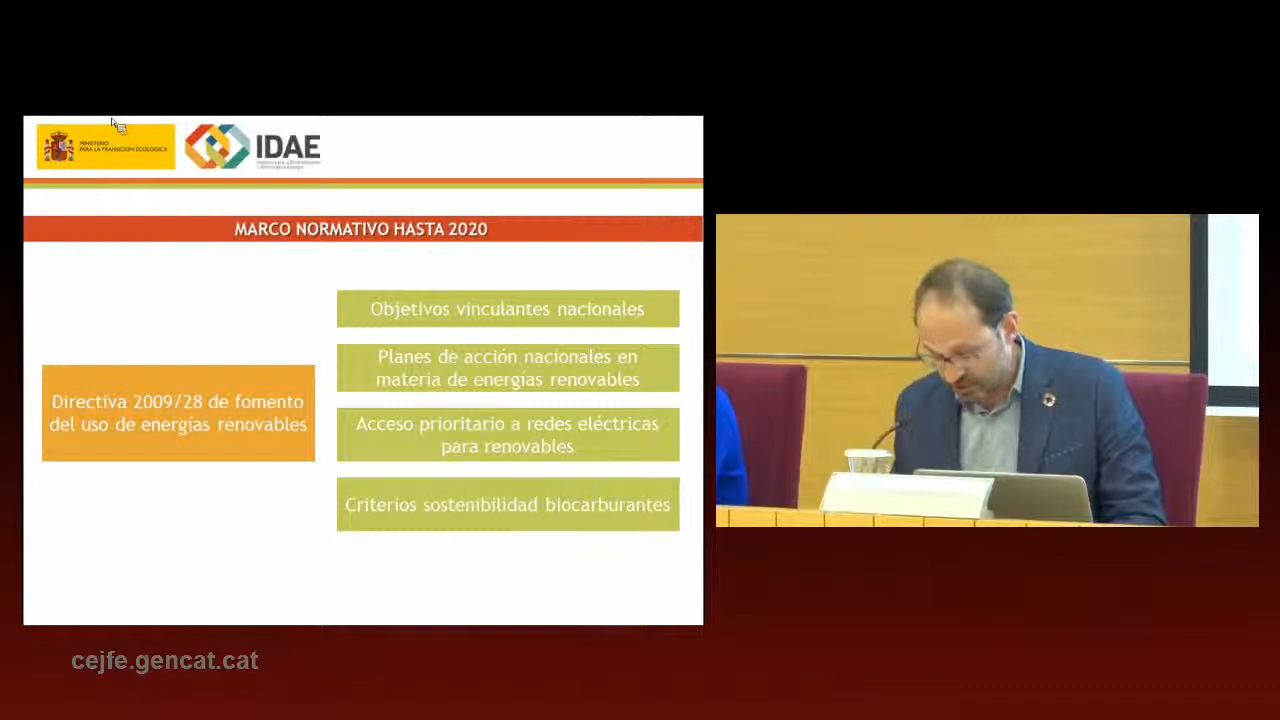 MINISTERIO
PARA LA TRANSICIÓN ECOLÓGICA
IDAE
MARCO NORMATIVO HASTA 2020
Directiva 2009/28 de fomento
del uso de energías renovables
Objetivos vinculantes nacionales
Planes de acción nacionales en
materia de energías renovables
Acceso prioritario a redes eléctricas
para renovables
Criterios sostenibilidad biocarburantes
cejfe.gencat.cat